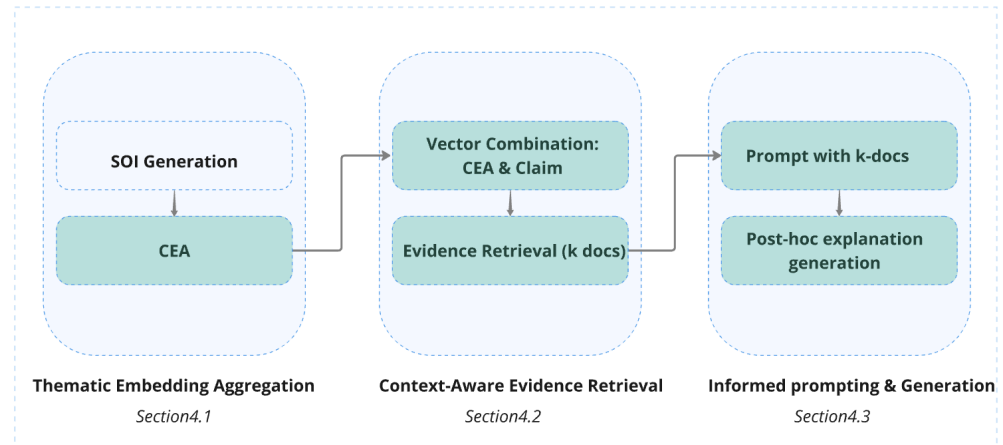 SOI Generation
CEA
Thematic Embedding Aggregation
Section4.1
Vector Combination:
CEA & Claim
Evidence Retrieval (k docs)
Context-Aware Evidence Retrieval
Section4.2
Prompt with k-docs
Post-hoc explanation
generation
Informed prompting & Generation
Section4.3